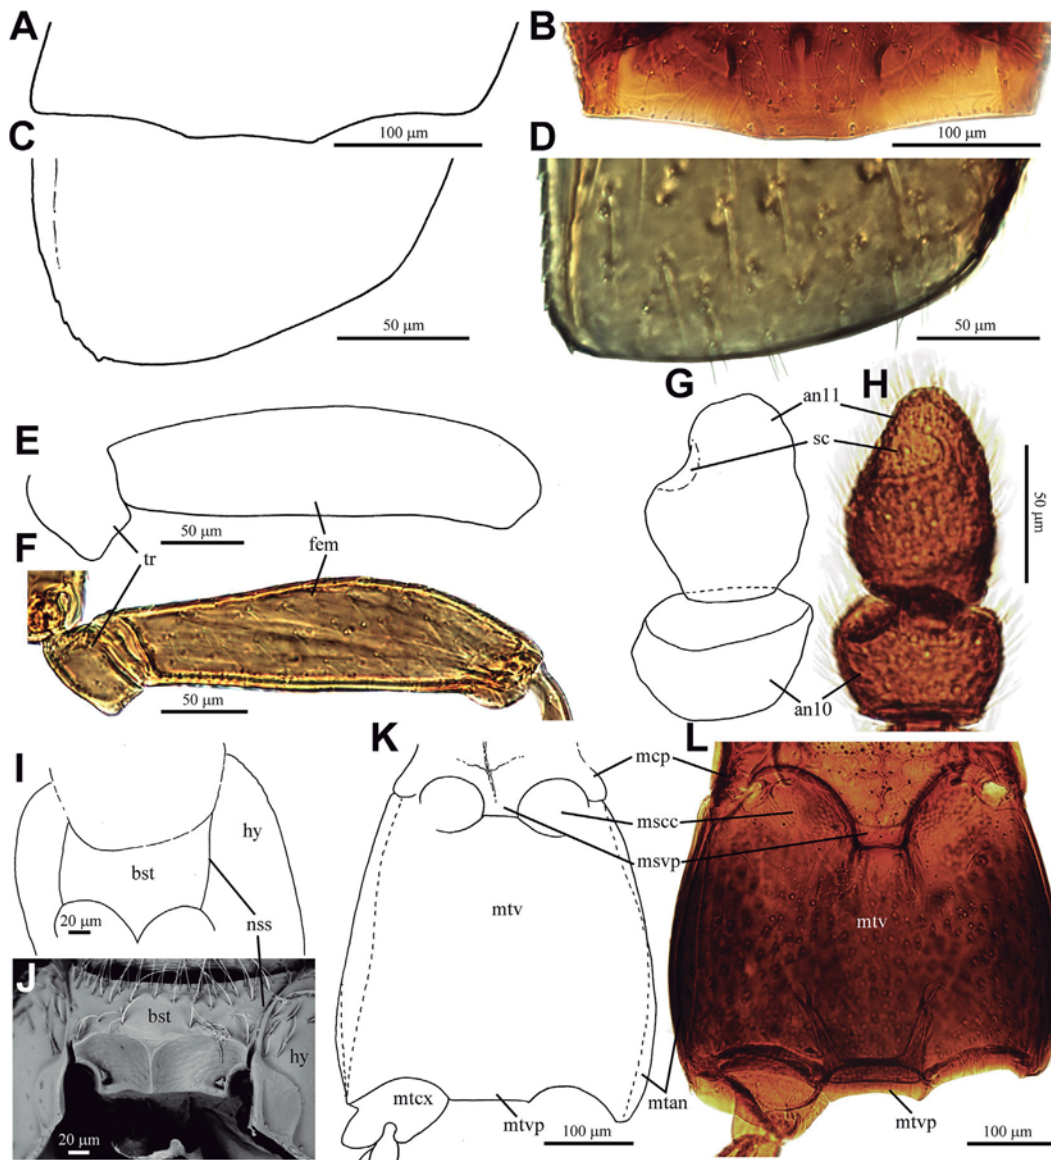 A
B
100 μm
100 μm
C
D
50 μm
50 μm
E
G
H
an11
sc
50 μm
50 μm
fem
tr
F
50 μm
an10
I
K
L
mcp
hy
mscc
bst
msvp
20 μm
nss
mtv
mtv
J
bst
hy
mtcx
mtan
mtvp
mtvp
20 μm
100 μm
100 μm